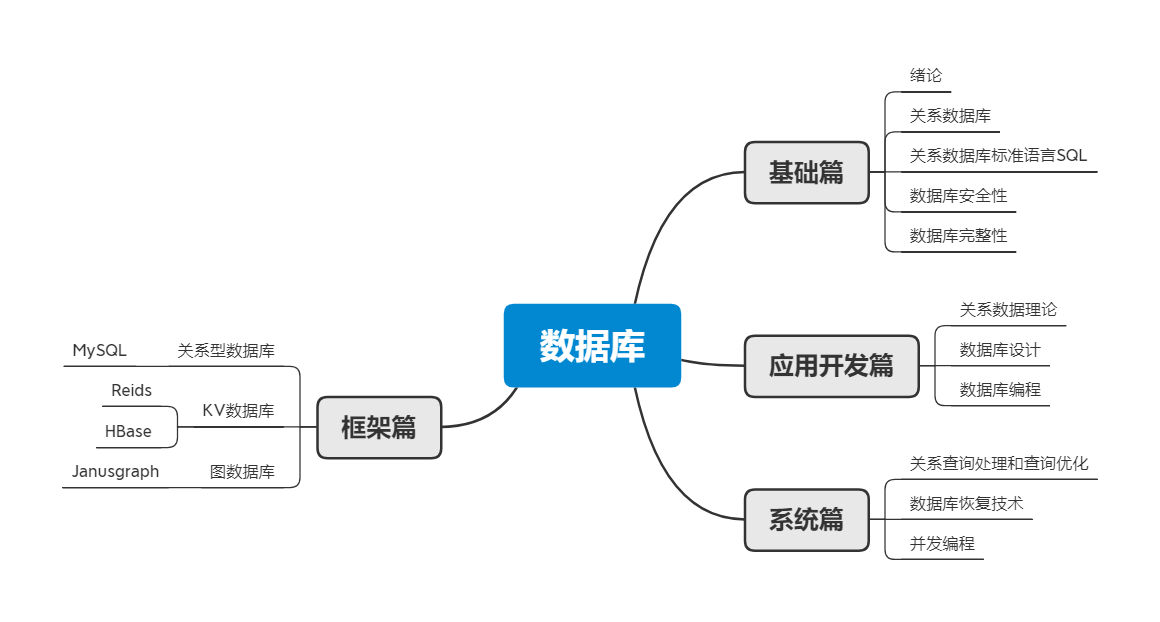 数据库
基础篇
绪论
关系数据库
关系数据库标准语言SQL
数据库安全性
数据库完整性
应用开发篇
关系数据理论
数据库设计
数据库编程
系统篇
关系查询处理和查询优化
数据库恢复技术
并发编程
框架篇
关系型数据库
MySQL
KV数据库
Reids
HBase
图数据库
Janusgraph